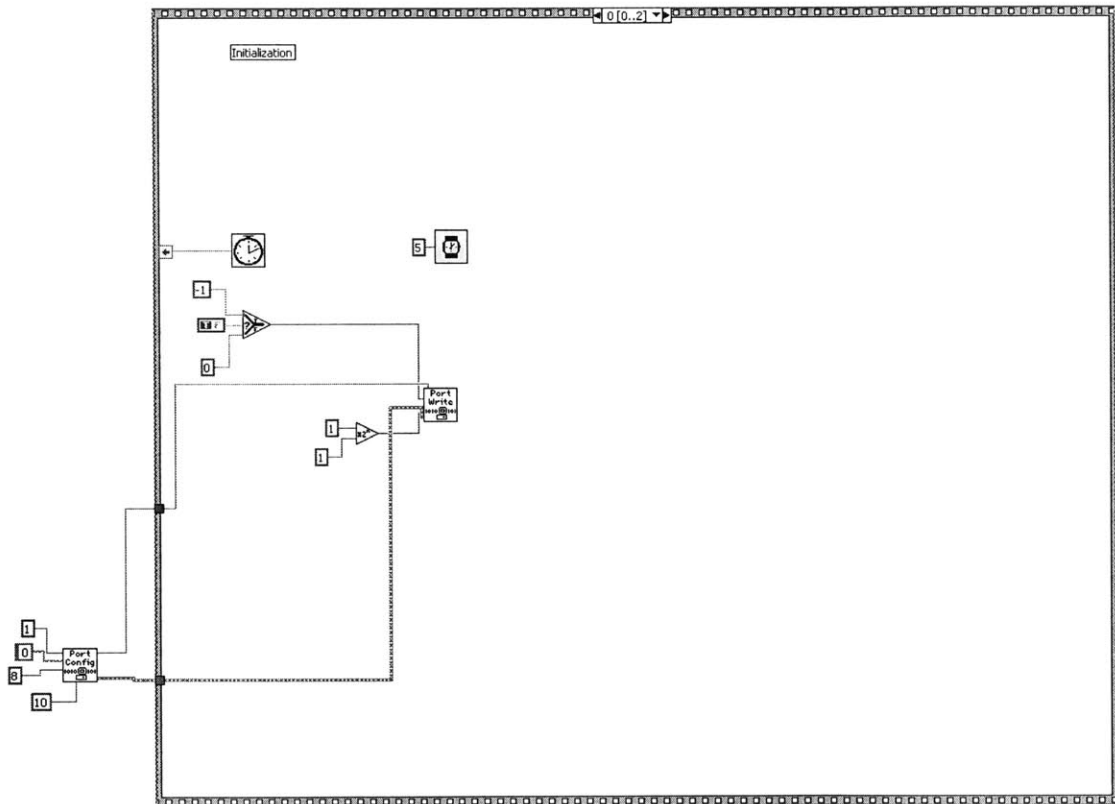 0 [0..2]
Initialization
5
-1
?
0
Port
Write
1
1
1
Port
Config
0
8
10